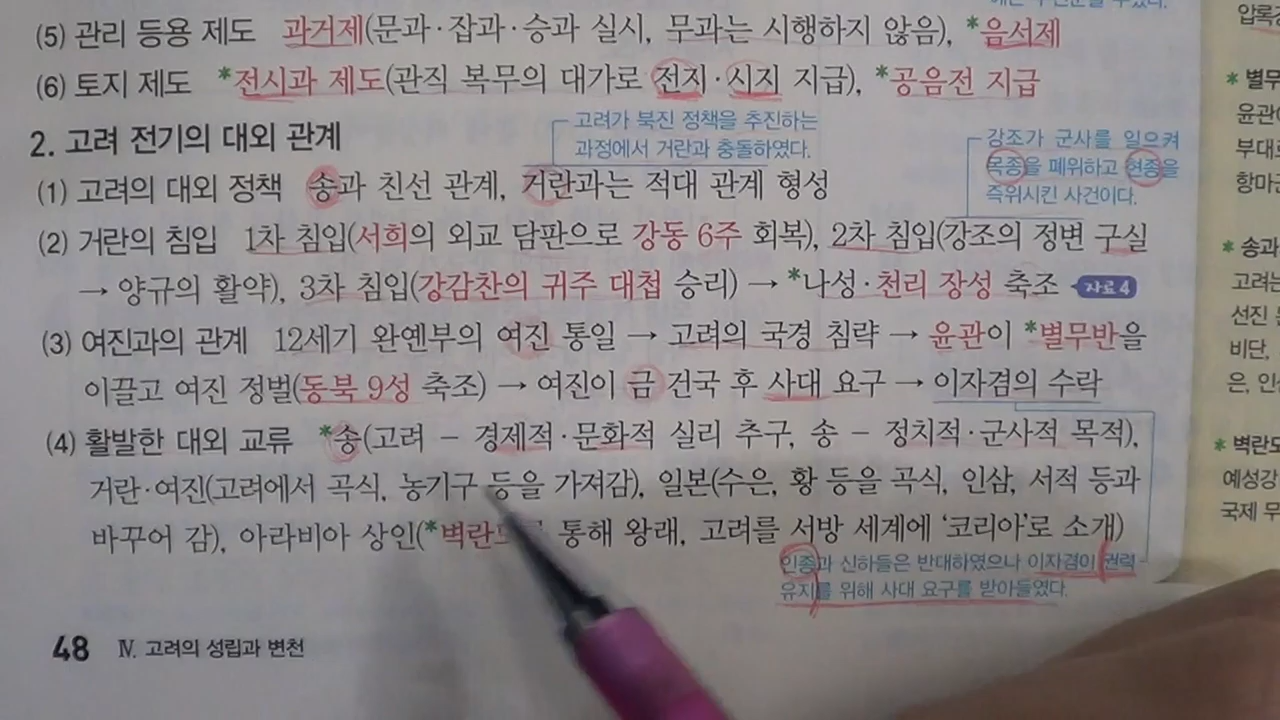 (5) 관리 등용 제도 과거제(문과·잡과·승과 실시, 무과는 시행하지 않음), *음서제
(6) 토지 제도 *전시과 제도(관직 복무의 대가로 전지·시지 지급), *공음전 지급
2. 고려 전기의 대외 관계
고려가 북진 정책을 추진하는
과정에서 거란과 충돌하였다.
강조가 군사를 일으켜
목종을 폐위하고 현종을
즉위시킨 사건이다.
(1) 고려의 대외 정책 송과 친선 관계, 거란과는 적대 관계 형성
(2) 거란의 침입 1차 침입(서희의 외교 담판으로 강동 6주 회복), 2차 침입(강조의 정변 구실
→ 양규의 활약), 3차 침입(강감찬의 귀주 대첩 승리) → *나성·천리 장성 축조 자료4
(3) 여진과의 관계 12세기 완옌부의 여진 통일 → 고려의 국경 침략 → 윤관이 *별무반을
이끌고 여진 정벌(동북 9성 축조) → 여진이 금 건국 후 사대 요구 → 이자겸의 수락
(4) 활발한 대외 교류 *송(고려 - 경제적·문화적 실리 추구, 송 - 정치적·군사적 목적),
거란·여진(고려에서 곡식, 농기구 등을 가져감), 일본(수은, 황 등을 곡식, 인삼, 서적 등과
바꾸어 감), 아라비아 상인(*벽란도 통해 왕래, 고려를 서방 세계에 '코리아'로 소개)
인종과 신하들은 반대하였으나 이자겸이 권력
유지를 위해 사대 요구를 받아들였다.
48 Ⅳ. 고려의 성립과 변천
* 별무
윤관
부대로
항마군
* 송과
고려는
선진
비단,
은, 인
* 벽란도
예성강
국제 무